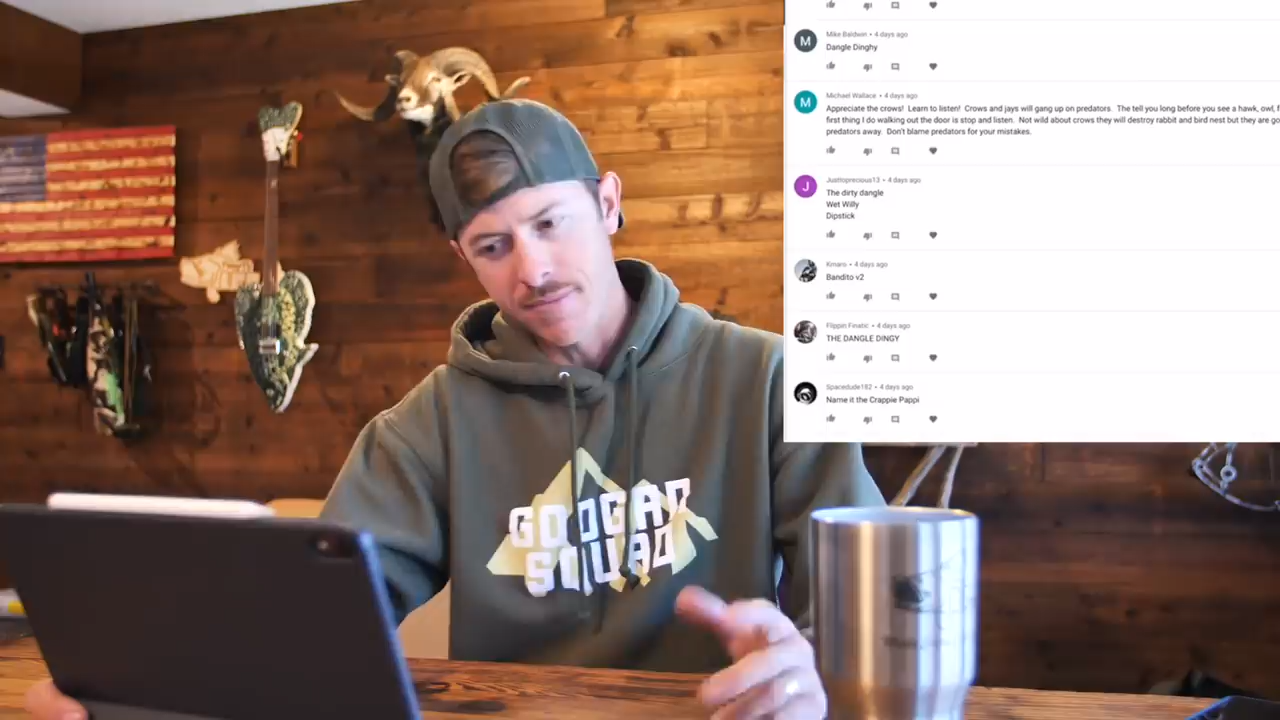 Mike Baldwin • 4 days ago
M
Dangle Dinghy
Michael Wallace • 4 days ago
M
Appreciate the crows! Learn to listen! Crows and jays will gang up on predators. The tell you long before you see a hawk, owl, f
first thing I do walking out the door is stop and listen. Not wild about crows they will destroy rabbit and bird nest but they are go
predators away. Don't blame predators for your mistakes.
Justtoprecious13 • 4 days ago
J
The dirty dangle
Wet Willy
Dipstick
Kmaro • 4 days ago
Bandito v2
Flippin Finatic • 4 days ago
THE DANGLE DINGY
Spacedude182 • 4 days ago
Name it the Crappie Pappi
GOOGAN
SQUAD